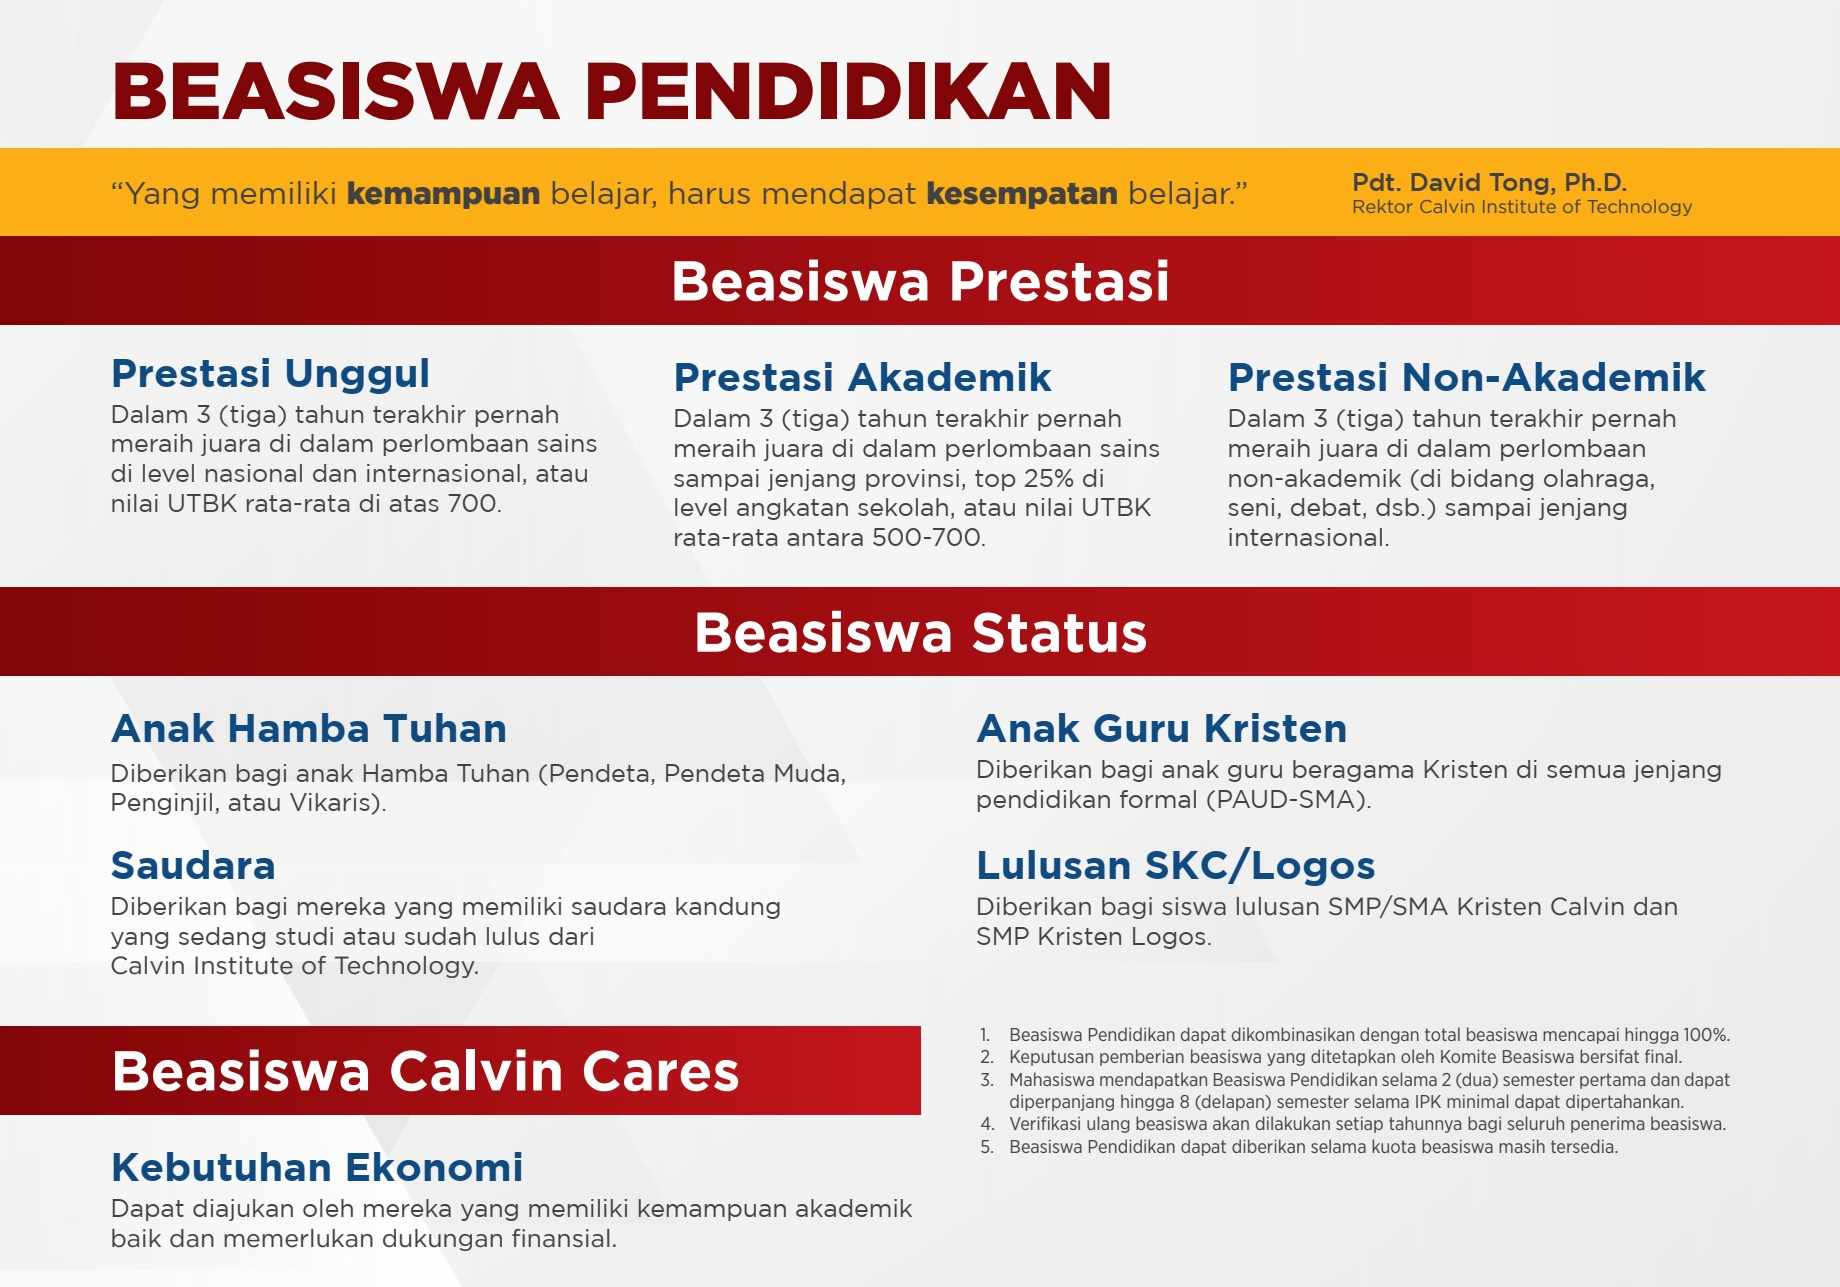 BEASISWA PENDIDIKAN
“Yang memiliki kemampuan belajar, harus mendapat kesempatan belajar.”
Pdt. David Tong, Ph.D.
Rektor Calvin Institute of Technology
Beasiswa Prestasi
Prestasi Unggul
Dalam 3 (tiga) tahun terakhir pernah
meraih juara di dalam perlombaan sains
di level nasional dan internasional, atau
nilai UTBK rata-rata di atas 700.
Prestasi Akademik
Dalam 3 (tiga) tahun terakhir pernah
meraih juara di dalam perlombaan sains
sampai jenjang provinsi, top 25% di
level angkatan sekolah, atau nilai UTBK
rata-rata antara 500-700.
Prestasi Non-Akademik
Dalam 3 (tiga) tahun terakhir pernah
meraih juara di dalam perlombaan
non-akademik (di bidang olahraga,
seni, debat, dsb.) sampai jenjang
internasional.
Beasiswa Status
Anak Hamba Tuhan
Diberikan bagi anak Hamba Tuhan (Pendeta, Pendeta Muda,
Penginjil, atau Vikaris).
Anak Guru Kristen
Diberikan bagi anak guru beragama Kristen di semua jenjang
pendidikan formal (PAUD-SMA).
Saudara
Diberikan bagi mereka yang memiliki saudara kandung
yang sedang studi atau sudah lulus dari
Calvin Institute of Technology.
Lulusan SKC/Logos
Diberikan bagi siswa lulusan SMP/SMA Kristen Calvin dan
SMP Kristen Logos.
Beasiswa Calvin Cares
Kebutuhan Ekonomi
Dapat diajukan oleh mereka yang memiliki kemampuan akademik
baik dan memerlukan dukungan finansial.
1. Beasiswa Pendidikan dapat dikombinasikan dengan total beasiswa mencapai hingga 100%.
2. Keputusan pemberian beasiswa yang ditetapkan oleh Komite Beasiswa bersifat final.
3. Mahasiswa mendapatkan Beasiswa Pendidikan selama 2 (dua) semester pertama dan dapat
diperpanjang hingga 8 (delapan) semester selama IPK minimal dapat dipertahankan.
4. Verifikasi ulang beasiswa akan dilakukan setiap tahunnya bagi seluruh penerima beasiswa.
5. Beasiswa Pendidikan dapat diberikan selama kuota beasiswa masih tersedia.